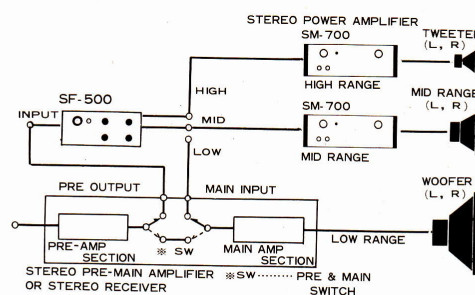 STEREO POWER AMPLIFIER
SM-700
TWEETER
(L, R)
HIGH RANGE
SF-500
INPUT
HIGH
MID
LOW
SM-700
MID RANGE
(L, R)
MID RANGE
PRE OUTPUT
MAIN INPUT
WOOFER
(L, R)
PRE-AMP
SECTION
※ SW
MAIN AMP
SECTION
LOW RANGE
STEREO PRE-MAIN AMPLIFIER
OR STEREO RECEIVER
※SW········ PRE & MAIN
SWITCH